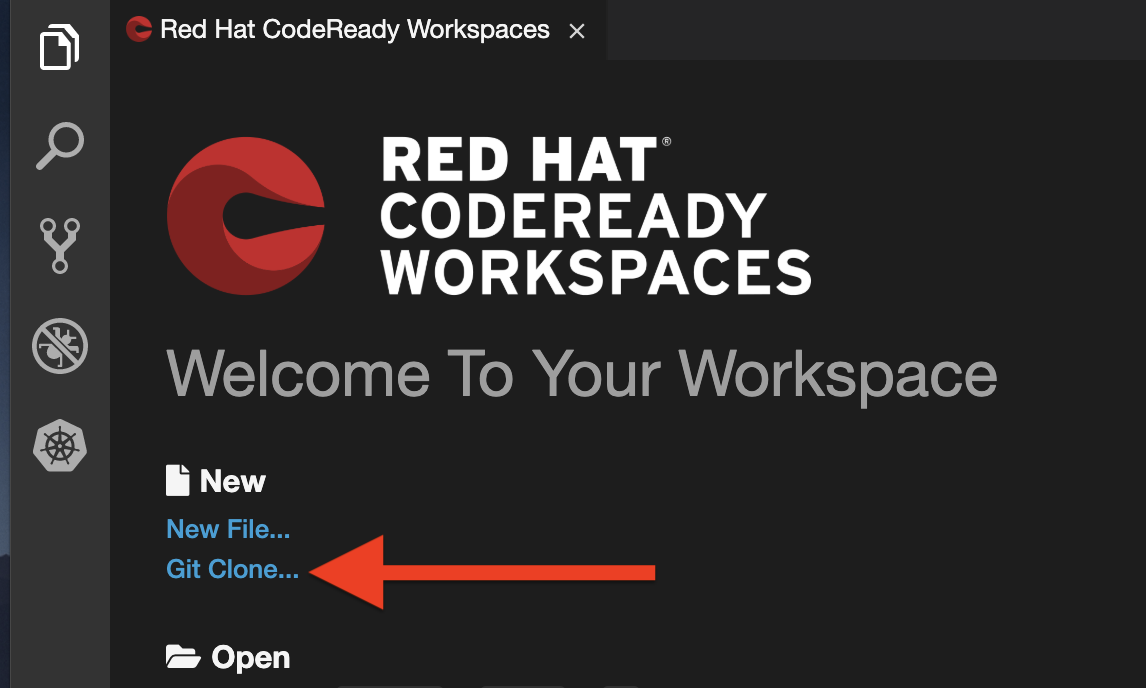 Red Hat CodeReady Workspaces
RED HAT®
CODEREADY
WORKSPACES
Welcome To Your Workspace
New
New File...
Git Clone...
Open